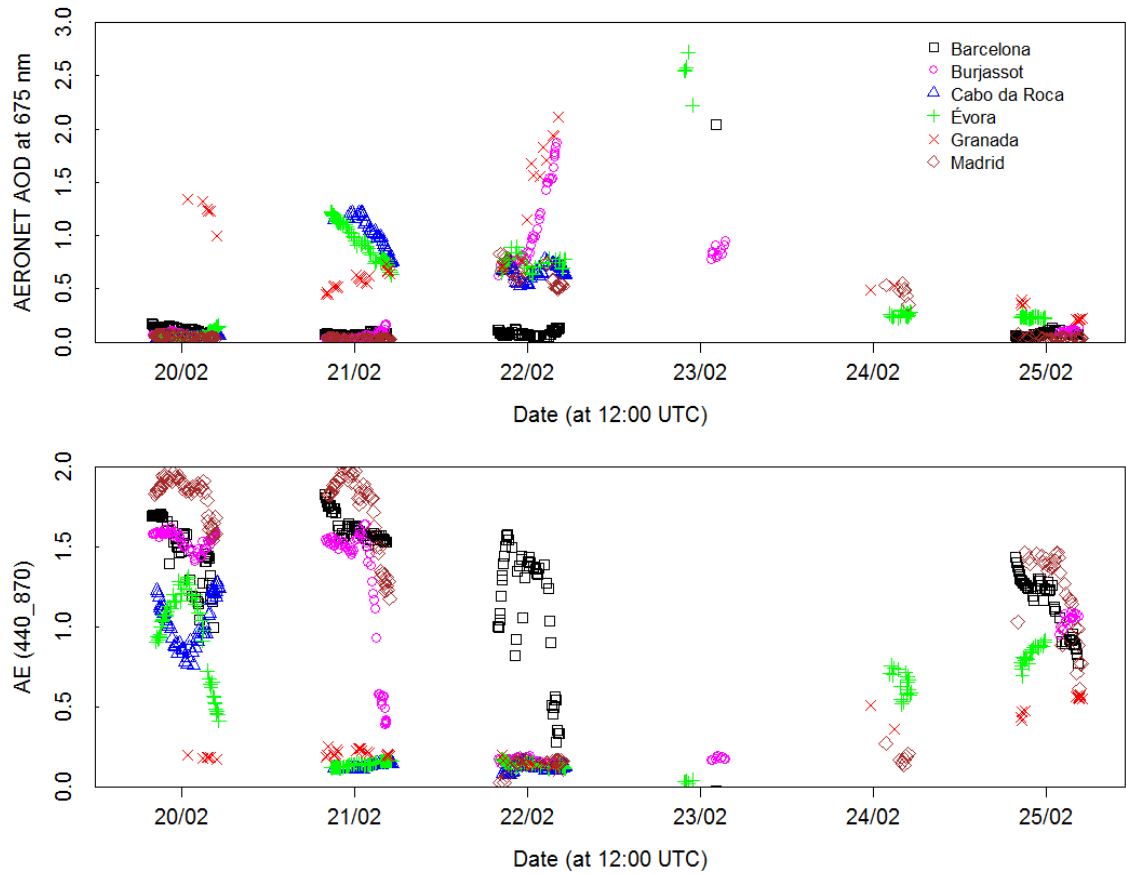 AERONET AOD at 675 nm
3.0
2.5
2.0
1.5
1.0
0.5
0.0
Barcelona
Burjassot
Cabo da Roca
Évora
Granada
Madrid
20/02 21/02 22/02 23/02 24/02 25/02
Date (at 12:00 UTC)
AE (440_870)
2.0
1.5
1.0
0.5
0.0
20/02 21/02 22/02 23/02 24/02 25/02
Date (at 12:00 UTC)